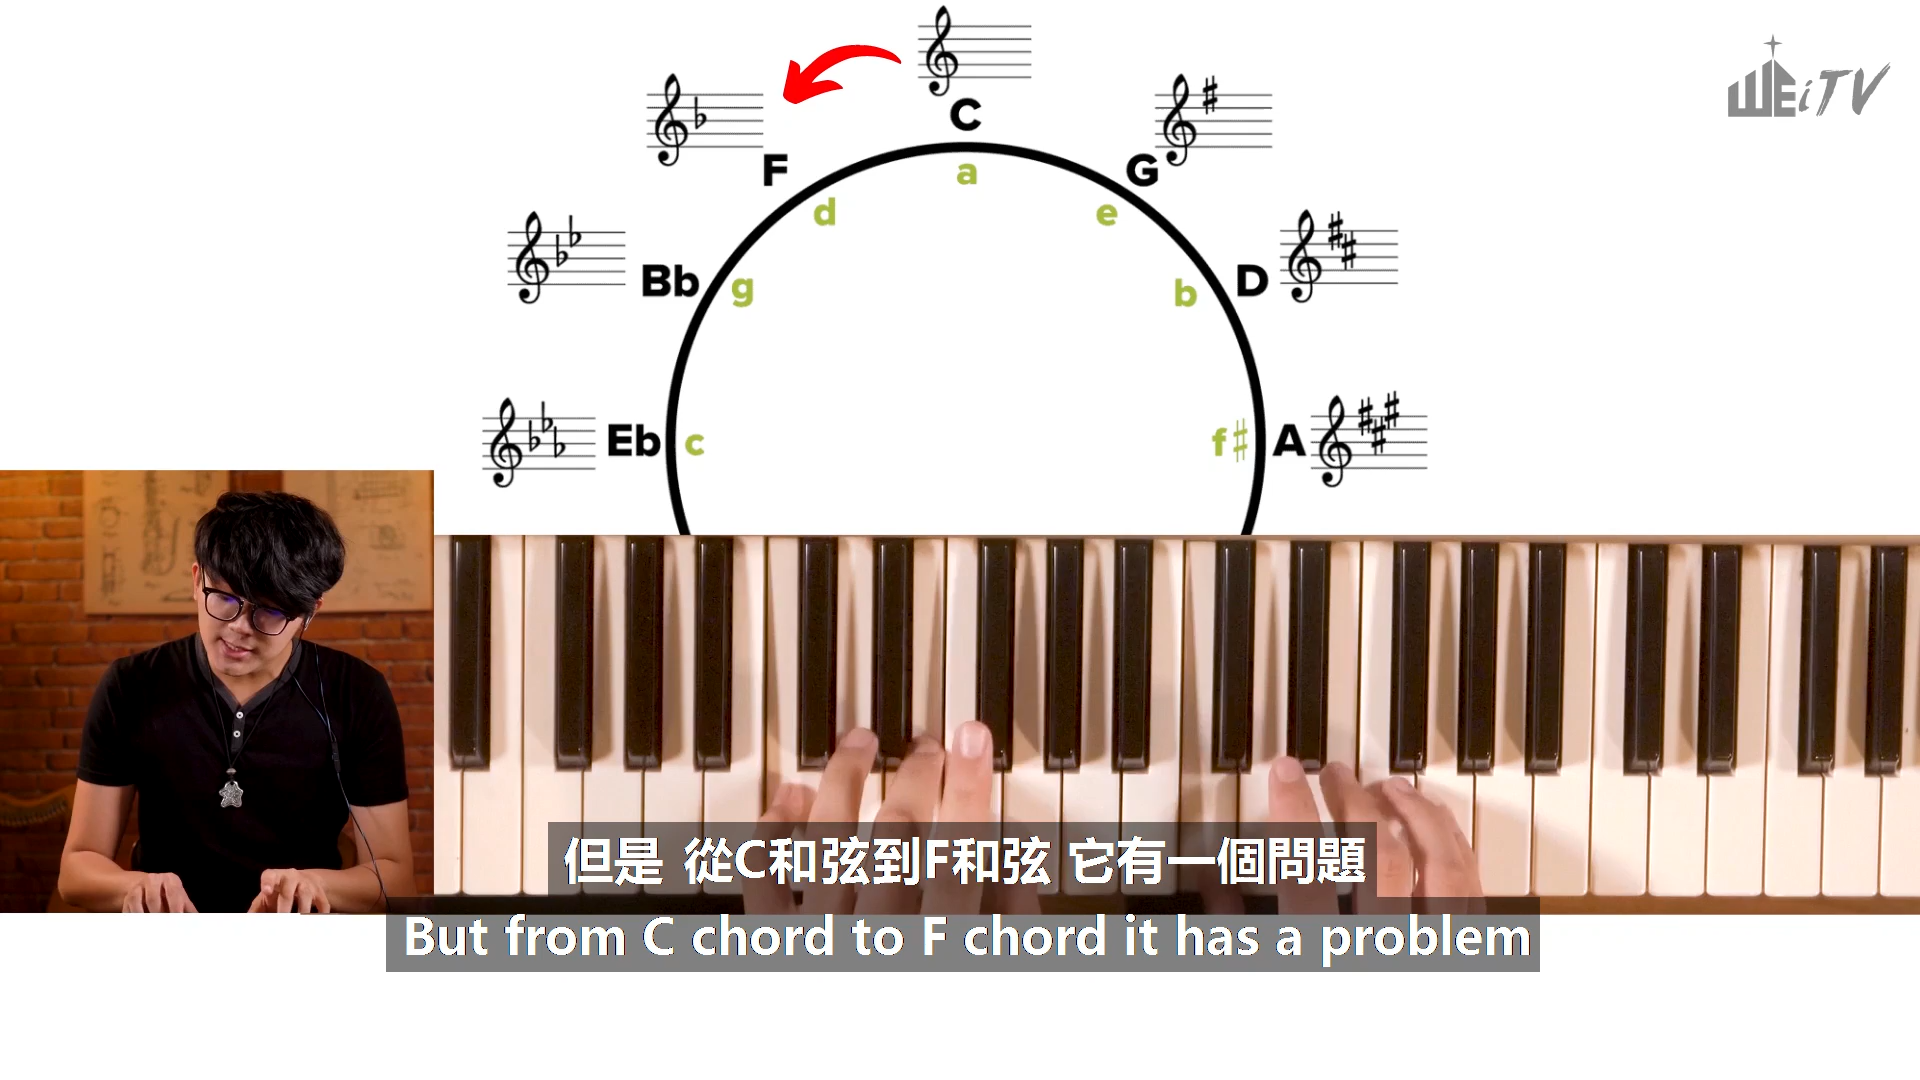 WEiTV
C
F
G
a
d
e
Bb
g
b
D
Eb
c
f♯
A
但是 從C和弦到F和弦 它有一個問題
But from C chord to F chord it has a problem